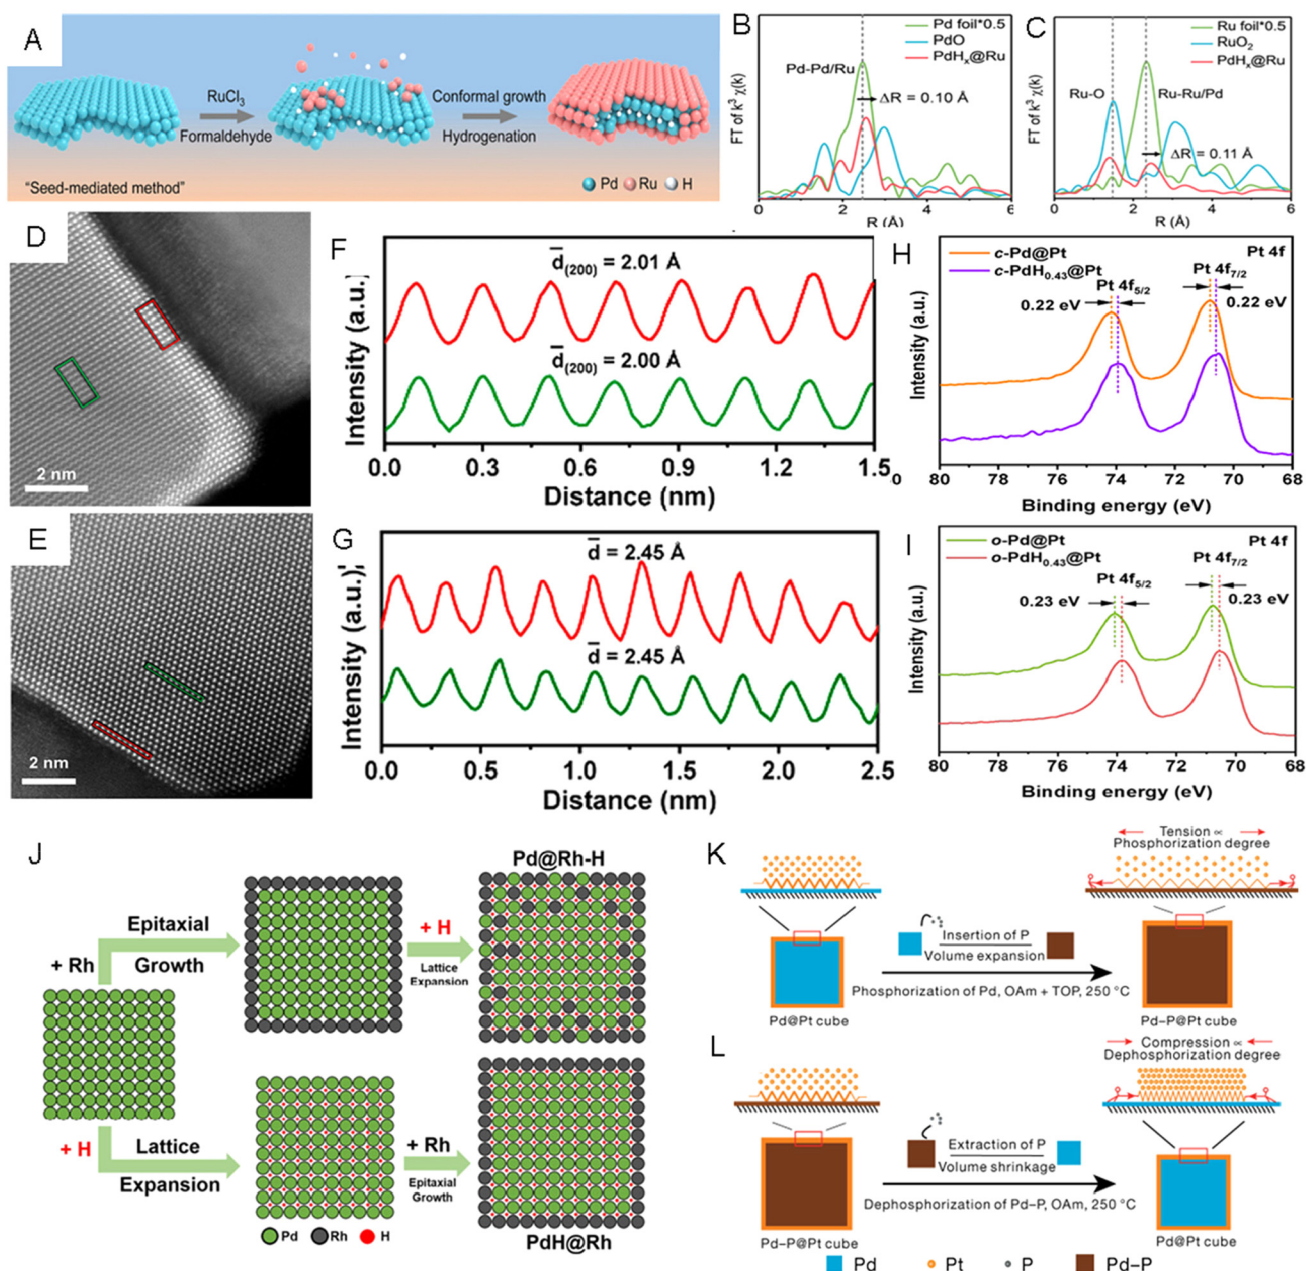 A
RuCl3
Formaldehyde
Conformal growth
Hydrogenation
"Seed-mediated method"
Pd Ru H
B
Pd foil*0.5
PdO
PdHx@Ru
Pd-Pd/Ru
ΔR = 0.10 Å
FT of k³ χ(k)
0 2 4 6
R (Å)
C
Ru foil*0.5
RuO2
PdHx@Ru
Ru-O
Ru-Ru/Pd
ΔR = 0.11 Å
FT of k³ χ(k)
0 2 4 6
R (Å)
D
2 nm
E
2 nm
F
d̅(200) = 2.01 Å
d̅(200) = 2.00 Å
Intensity (a.u.)
0.0 0.3 0.6 0.9 1.2 1.5
Distance (nm)
G
d̅ = 2.45 Å
d̅ = 2.45 Å
Intensity (a.u.)
0.0 0.5 1.0 1.5 2.0 2.5
Distance (nm)
H
c-Pd@Pt
c-PdH0.43@Pt
Pt 4f
Pt 4f5/2
Pt 4f7/2
0.22 eV
0.22 eV
Intensity (a.u.)
80 78 76 74 72 70 68
Binding energy (eV)
I
o-Pd@Pt
o-PdH0.43@Pt
Pt 4f
Pt 4f5/2
Pt 4f7/2
0.23 eV
0.23 eV
Intensity (a.u.)
80 78 76 74 72 70 68
Binding energy (eV)
J
+ Rh
Epitaxial
Growth
+ H
Lattice
Expansion
Pd@Rh-H
+ H
Lattice
Expansion
+ Rh
Epitaxial
Growth
PdH@Rh
Pd Rh H
K
Pd@Pt cube
Insertion of P
Volume expansion
Phosphorization of Pd, OAm + TOP, 250 °C
Tension ∝
Phosphorization degree
Pd–P@Pt cube
L
Pd–P@Pt cube
Extraction of P
Volume shrinkage
Dephosphorization of Pd–P, OAm, 250 °C
Compression ∝
Dephosphorization degree
Pd@Pt cube
Pd Pt P Pd–P